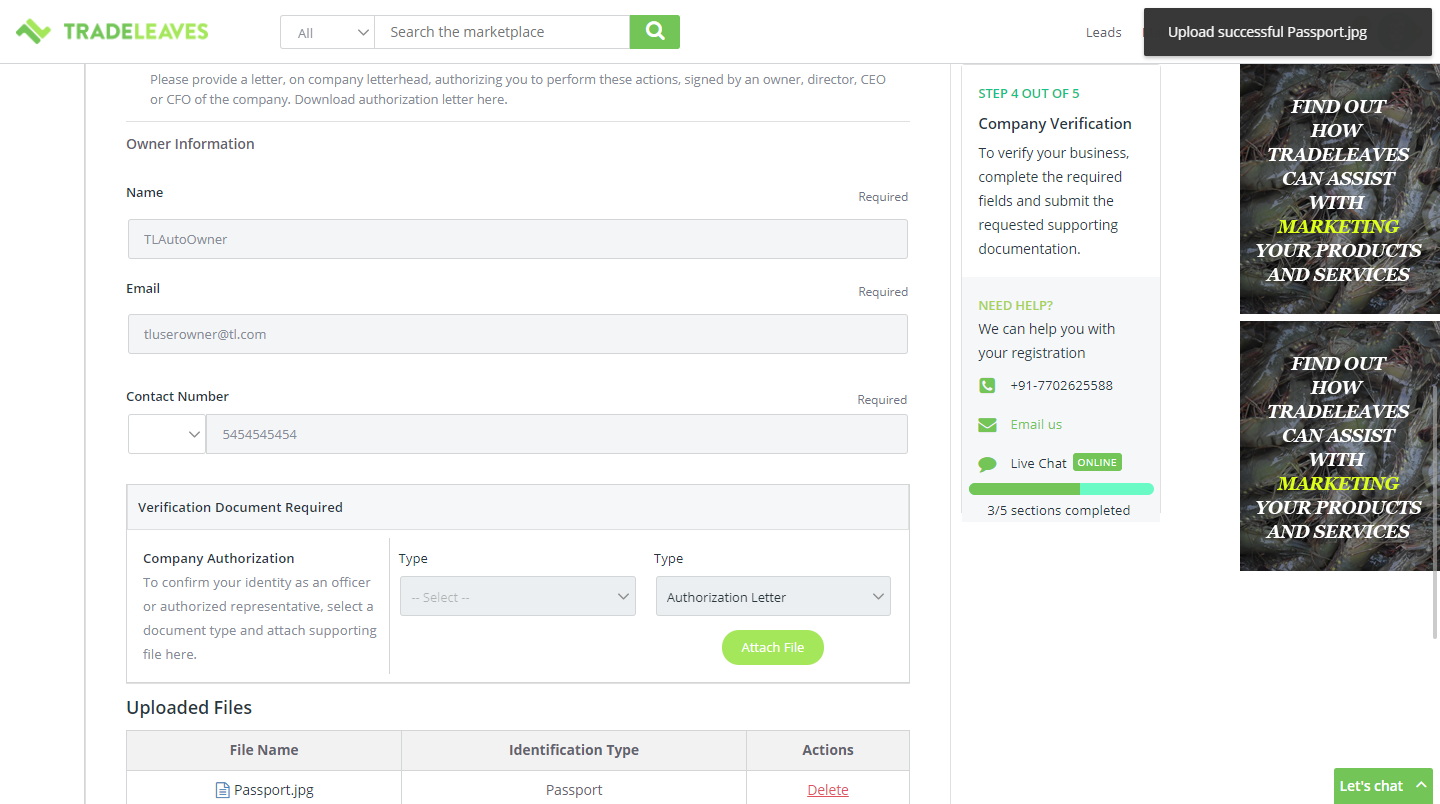 TRADELEAVES
All
Search the marketplace
Leads
Upload successful Passport.jpg
Please provide a letter, on company letterhead, authorizing you to perform these actions, signed by an owner, director, CEO
or CFO of the company. Download authorization letter here.
Owner Information
Name
Required
TLAutoOwner
Email
Required
tluserowner@tl.com
Contact Number
Required
5454545454
Verification Document Required
Company Authorization
To confirm your identity as an officer
or authorized representative, select a
document type and attach supporting
file here.
Type
-- Select --
Type
Authorization Letter
Attach File
Uploaded Files
File Name
Identification Type
Actions
Passport.jpg
Passport
Delete
STEP 4 OUT OF 5
Company Verification
To verify your business,
complete the required
fields and submit the
requested supporting
documentation.
NEED HELP?
We can help you with
your registration
+91-7702625588
Email us
Live Chat ONLINE
3/5 sections completed
FIND OUT
HOW
TRADELEAVES
CAN ASSIST
WITH
MARKETING
YOUR PRODUCTS
AND SERVICES
FIND OUT
HOW
TRADELEAVES
CAN ASSIST
WITH
MARKETING
YOUR PRODUCTS
AND SERVICES
Let's chat